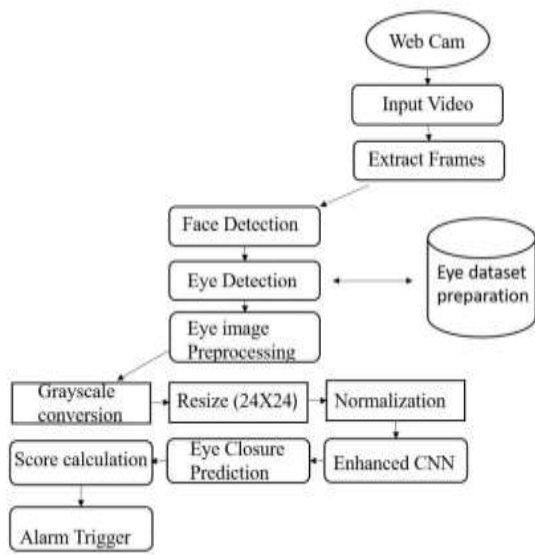 Web Cam
Input Video
Extract Frames
Face Detection
Eye Detection
Eye dataset
preparation
Eye image
Preprocessing
Grayscale
conversion
Resize (24X24)
Normalization
Score calculation
Eye Closure
Prediction
Enhanced CNN
Alarm Trigger